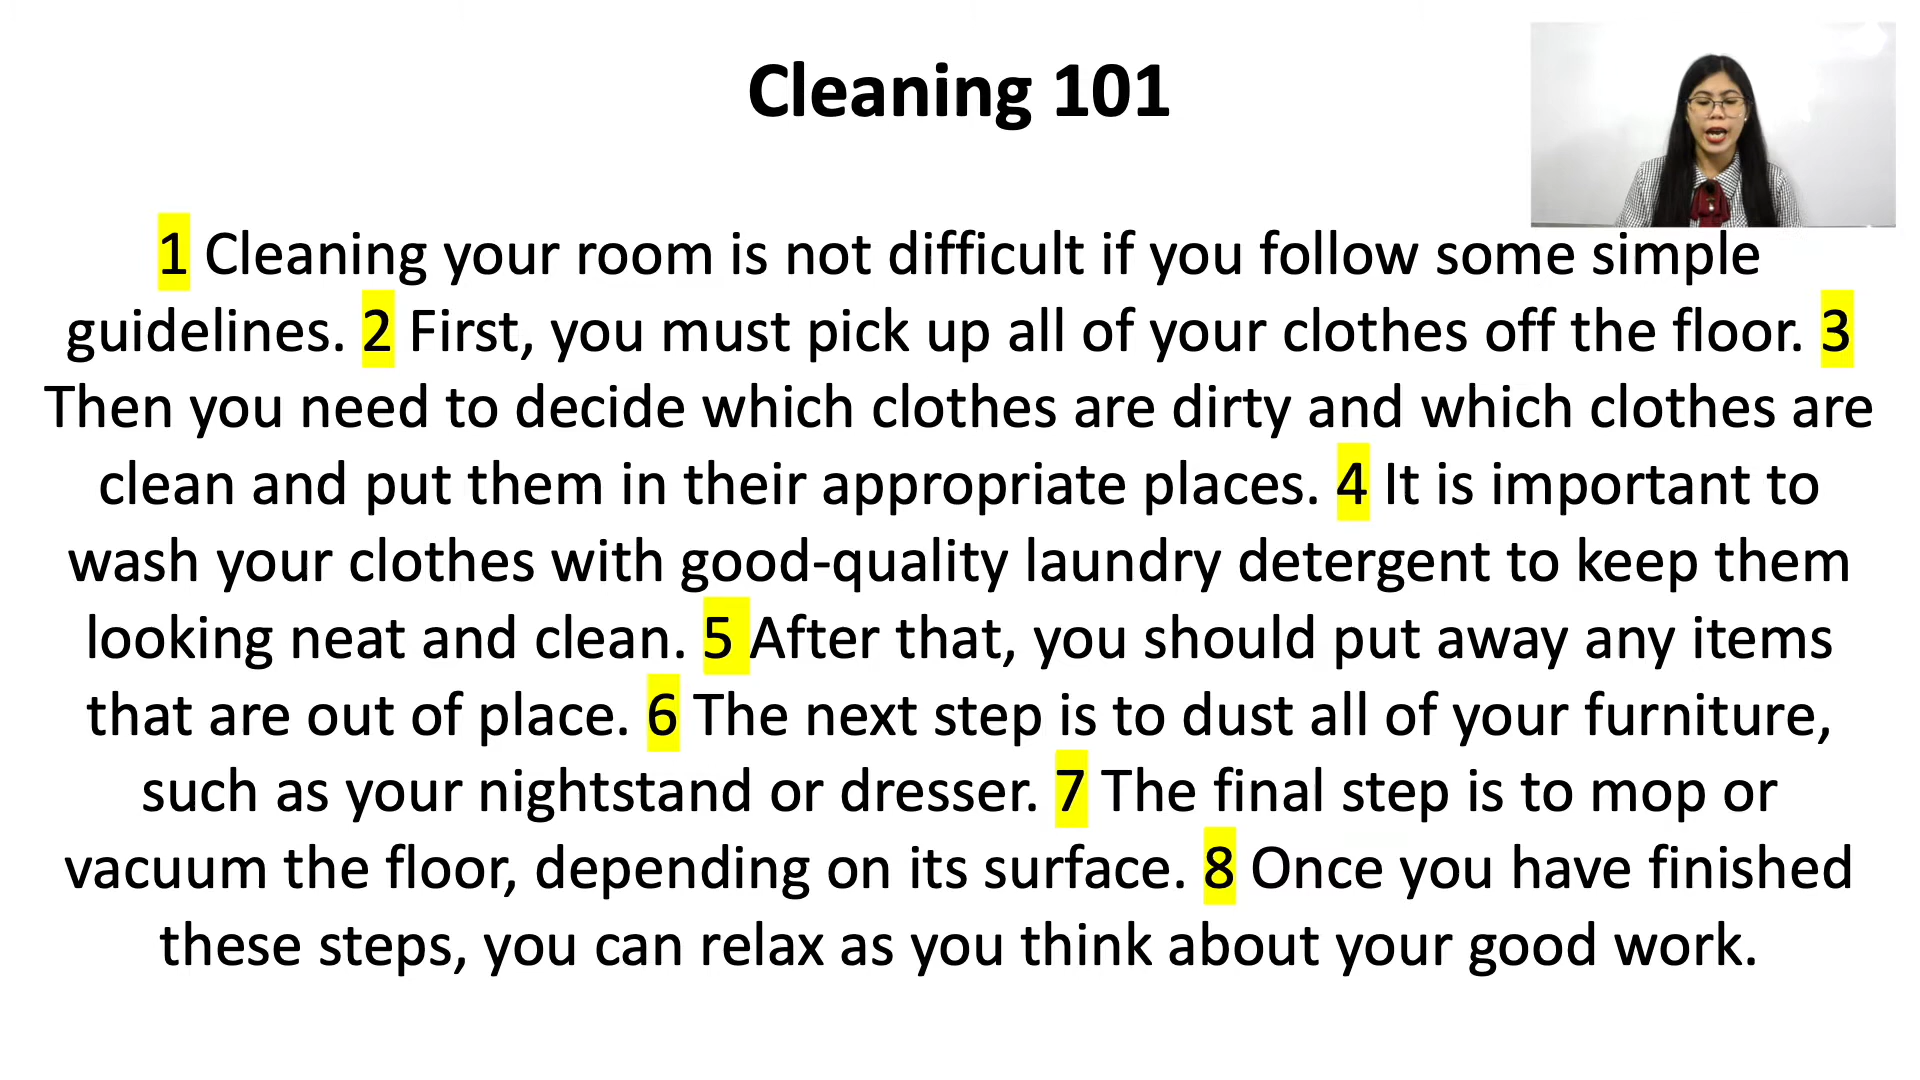 Cleaning 101
1 Cleaning your room is not difficult if you follow some simple
guidelines. 2 First, you must pick up all of your clothes off the floor. 3
Then you need to decide which clothes are dirty and which clothes are
clean and put them in their appropriate places. 4 It is important to
wash your clothes with good-quality laundry detergent to keep them
looking neat and clean. 5 After that, you should put away any items
that are out of place. 6 The next step is to dust all of your furniture,
such as your nightstand or dresser. 7 The final step is to mop or
vacuum the floor, depending on its surface. 8 Once you have finished
these steps, you can relax as you think about your good work.